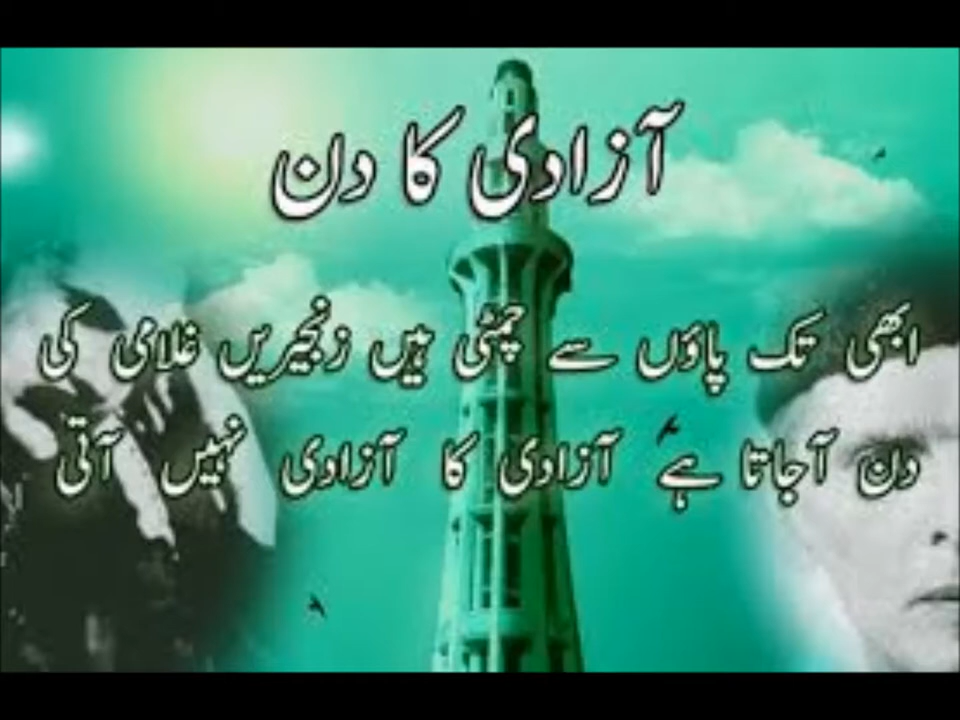 آزادی کا دن
ابھی تک پاؤں سے چمٹی ہیں زنجیریں غلامی کی
دن آجاتا ہے آزادی کا آزادی نہیں آتی